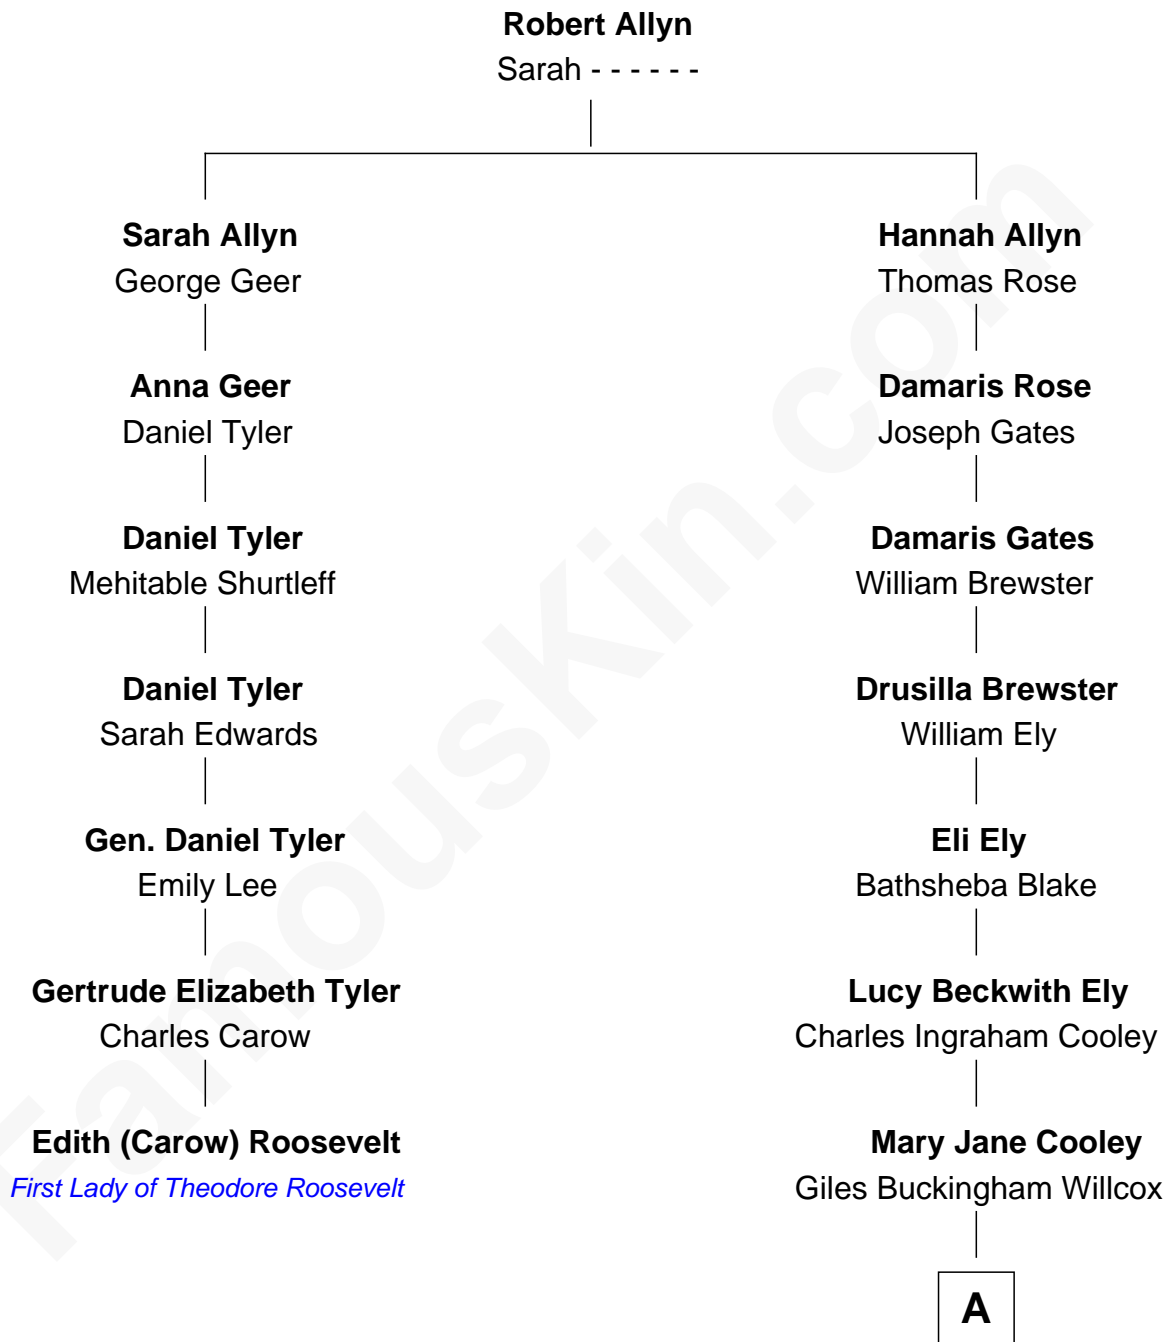 Robert Allyn
Sarah - - - - - -
Sarah Allyn
George Geer
Hannah Allyn
Thomas Rose
Anna Geer
Daniel Tyler
Damaris Rose
Joseph Gates
Daniel Tyler
Mehitable Shurtleff
Damaris Gates
William Brewster
Daniel Tyler
Sarah Edwards
Drusilla Brewster
William Ely
Gen. Daniel Tyler
Emily Lee
Eli Ely
Bathsheba Blake
Gertrude Elizabeth Tyler
Charles Carow
Lucy Beckwith Ely
Charles Ingraham Cooley
Edith (Carow) Roosevelt
First Lady of Theodore Roosevelt
Mary Jane Cooley
Giles Buckingham Willcox
A
FamousKin.com